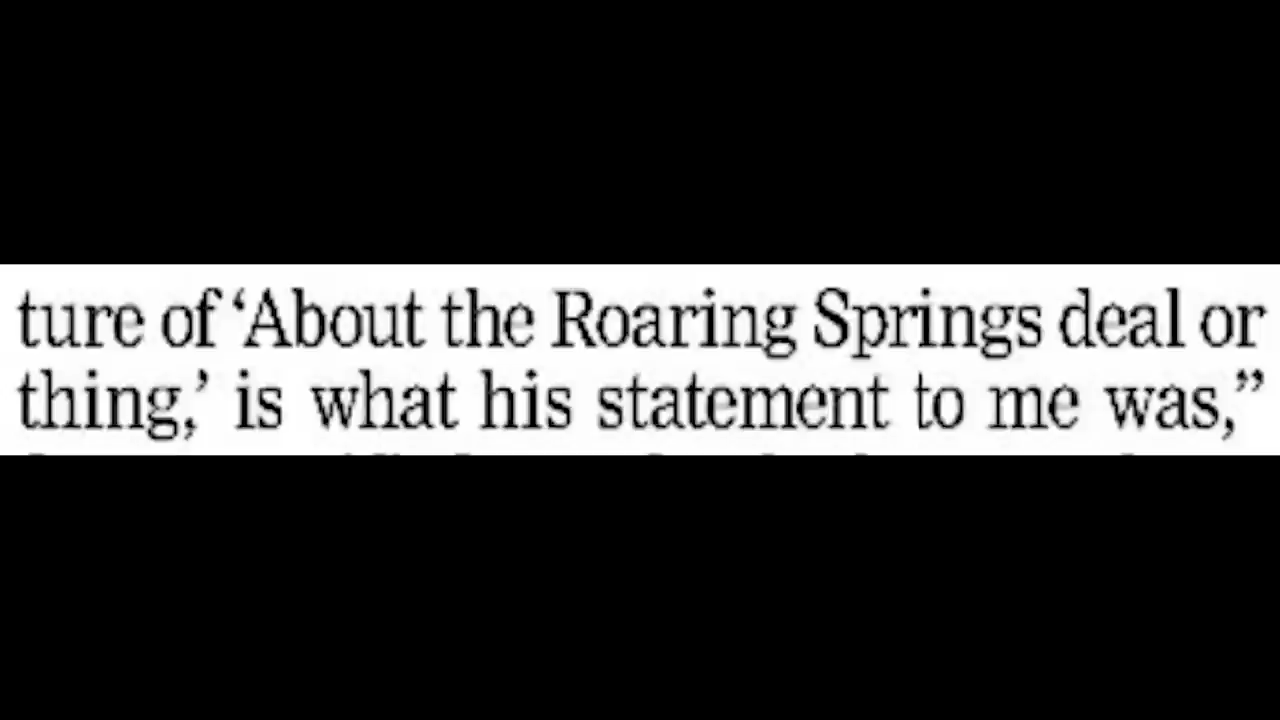 ture of ‘About the Roaring Springs deal or
thing,’ is what his statement to me was,”